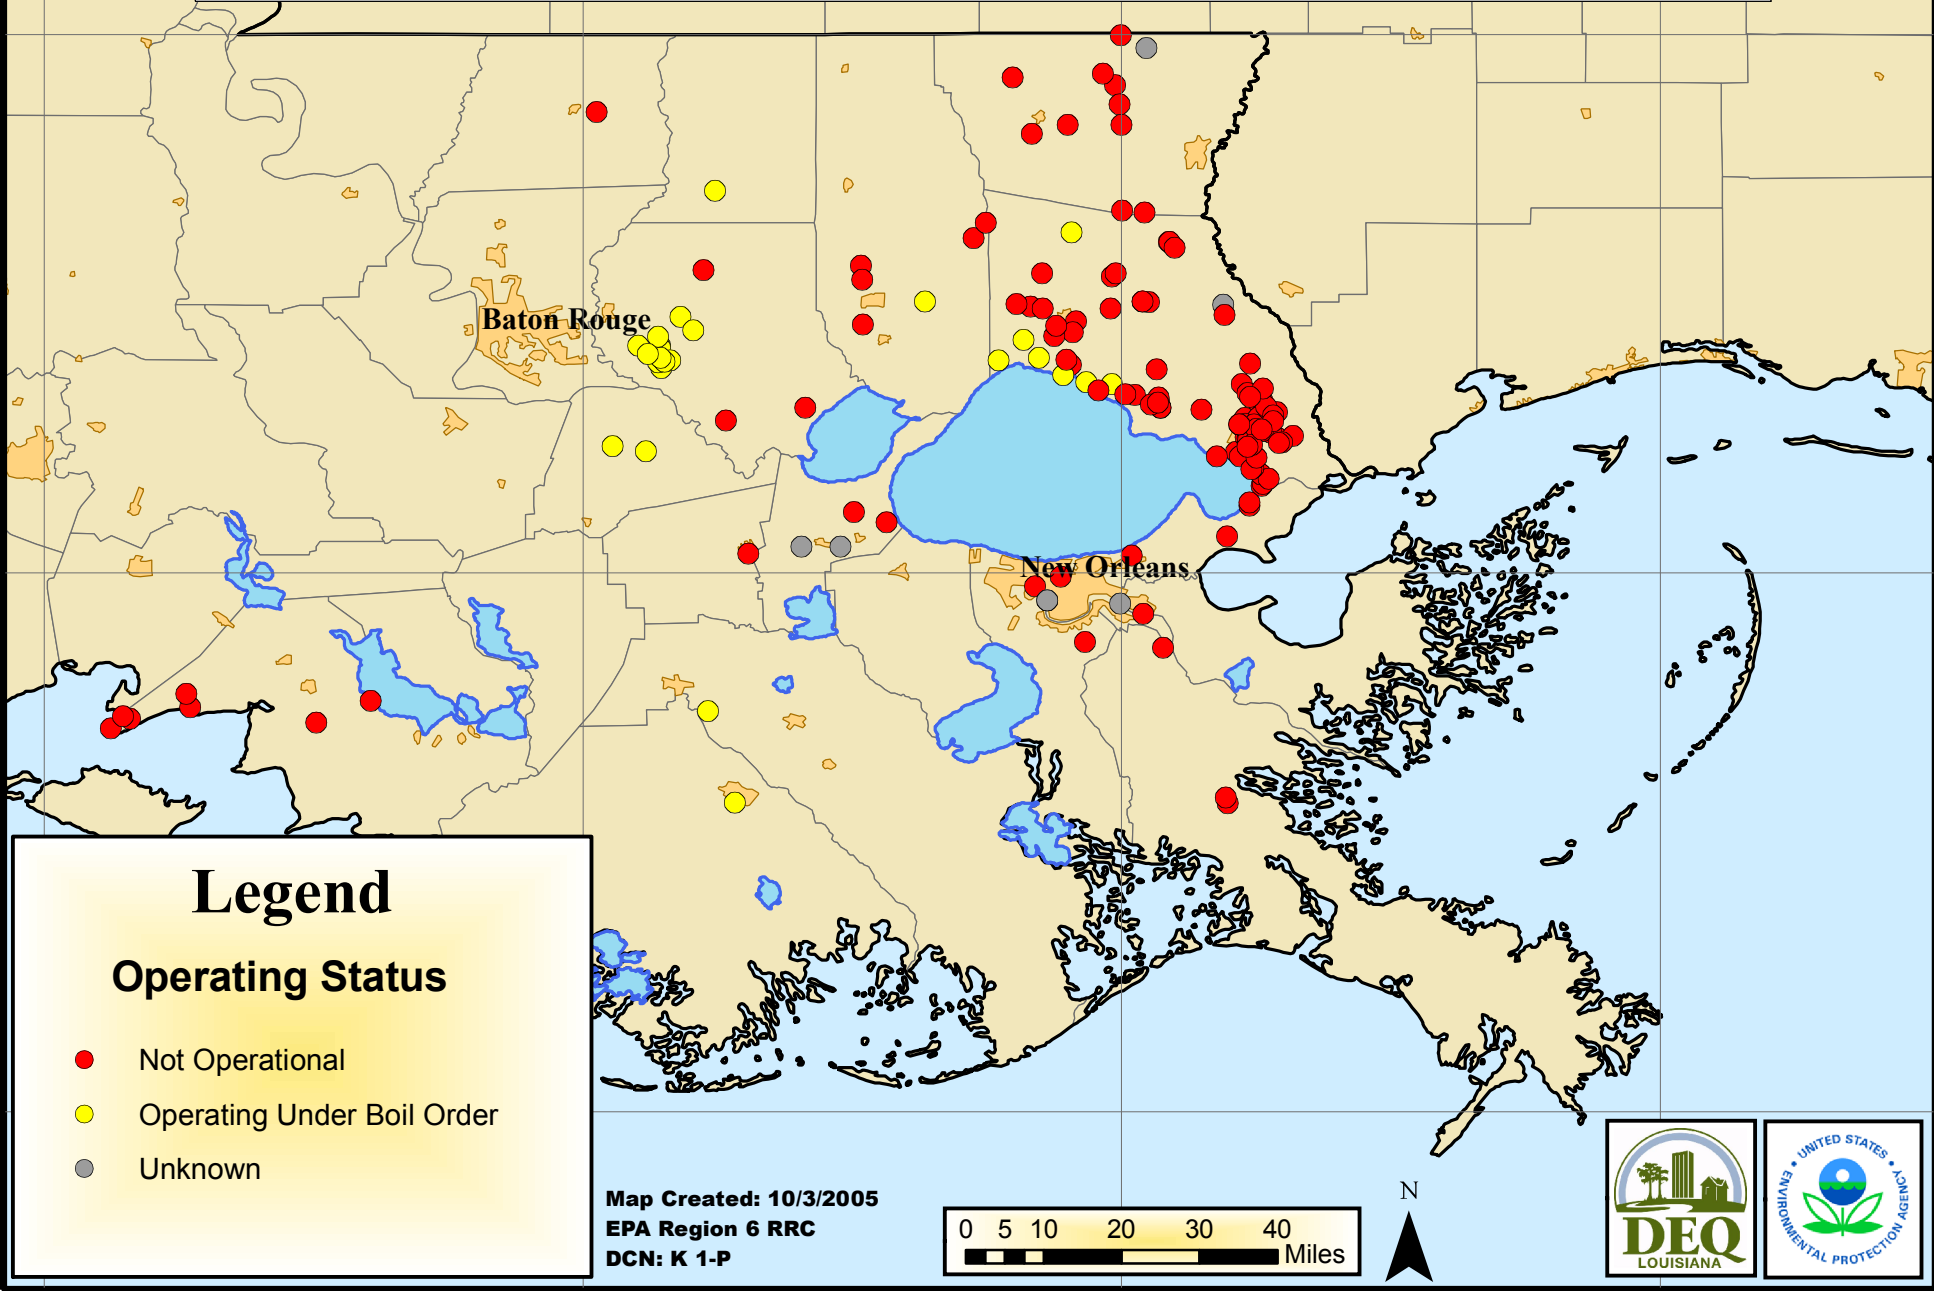 Baton Rouge
New Orleans
Legend
Operating Status
Not Operational
Operating Under Boil Order
Unknown
Map Created: 10/3/2005
EPA Region 6 RRC
DCN: K 1-P
0 5 10 20 30 40
Miles
N
DEQ
LOUISIANA
UNITED STATES
ENVIRONMENTAL PROTECTION AGENCY